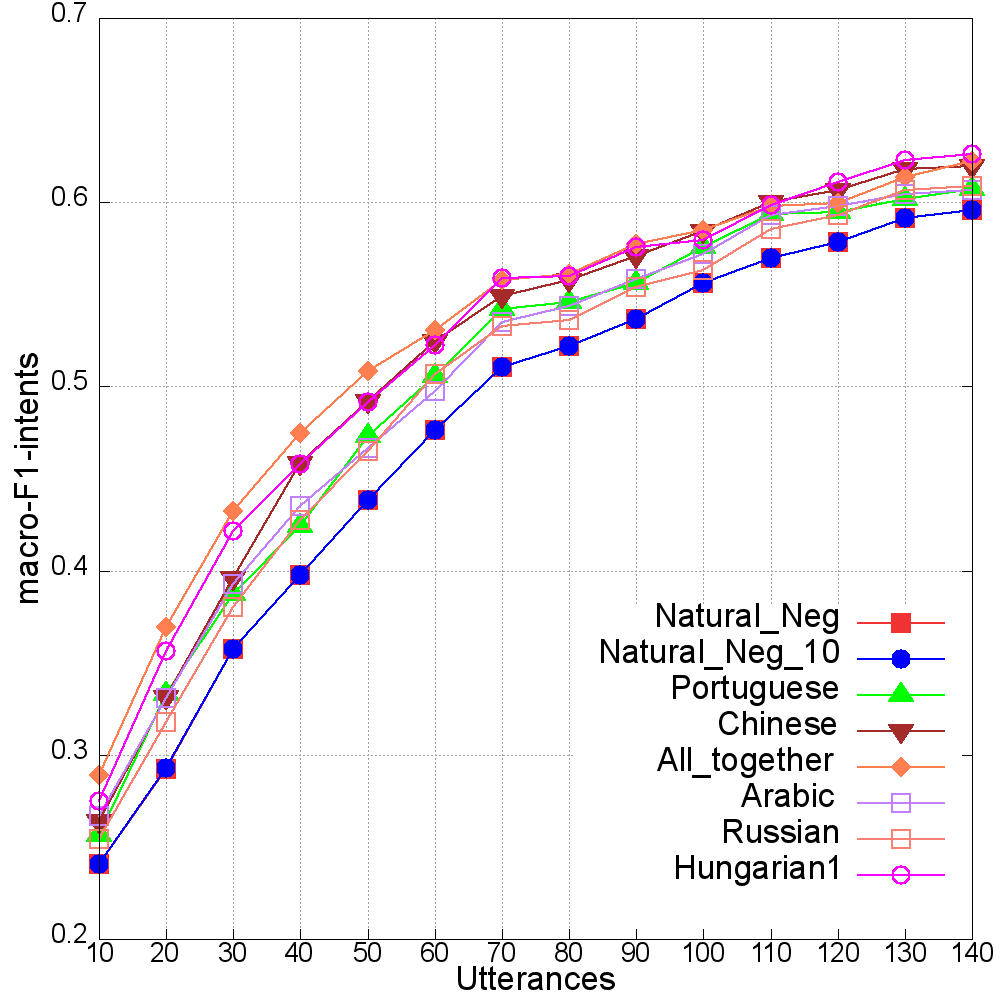 0.7
0.6
0.5
0.4
0.3
0.2
macro-F1-intents
Natural_Neg
Natural_Neg_10
Portuguese
Chinese
All_together
Arabic
Russian
Hungarian1
10 20 30 40 50 60 70 80 90 100 110 120 130 140
Utterances